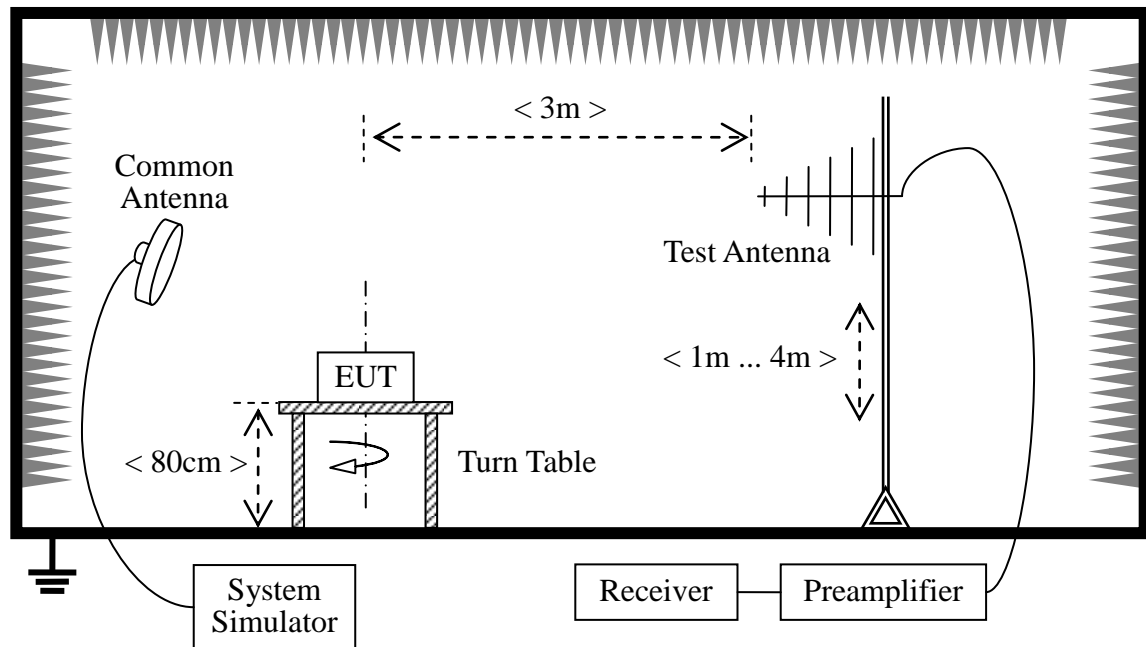 < 3m >
Common
Antenna
Test Antenna
< 1m ... 4m >
EUT
< 80cm >
Turn Table
System
Simulator
Receiver
Preamplifier